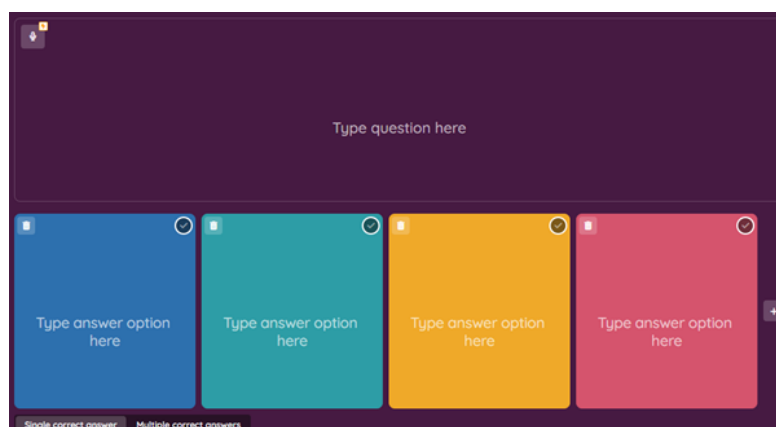 Type question here
Type answer option
here
Type answer option
here
Type answer option
here
Type answer option
here
Single correct answer
Multiple correct answers